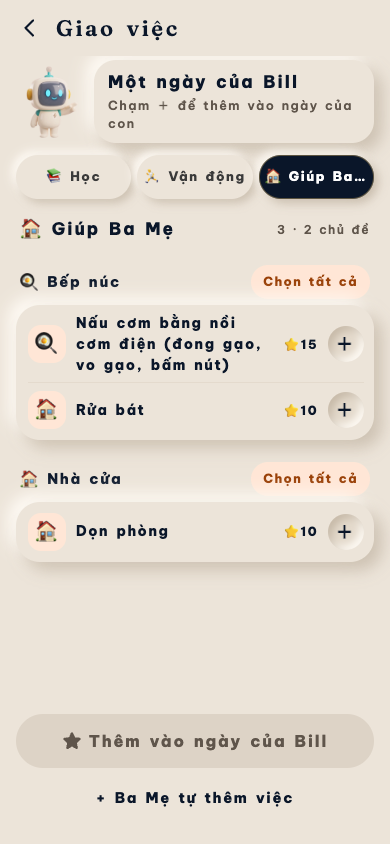 Giao việc
Một ngày của Bill
Chạm + để thêm vào ngày của
con
Học
Vận động
Giúp Ba…
Giúp Ba Mẹ
3 · 2 chủ đề
Bếp núc
Chọn tất cả
Nấu cơm bằng nồi
cơm điện (đong gạo,
vo gạo, bấm nút)
15
Rửa bát
10
Nhà cửa
Chọn tất cả
Dọn phòng
10
Thêm vào ngày của Bill
+ Ba Mẹ tự thêm việc